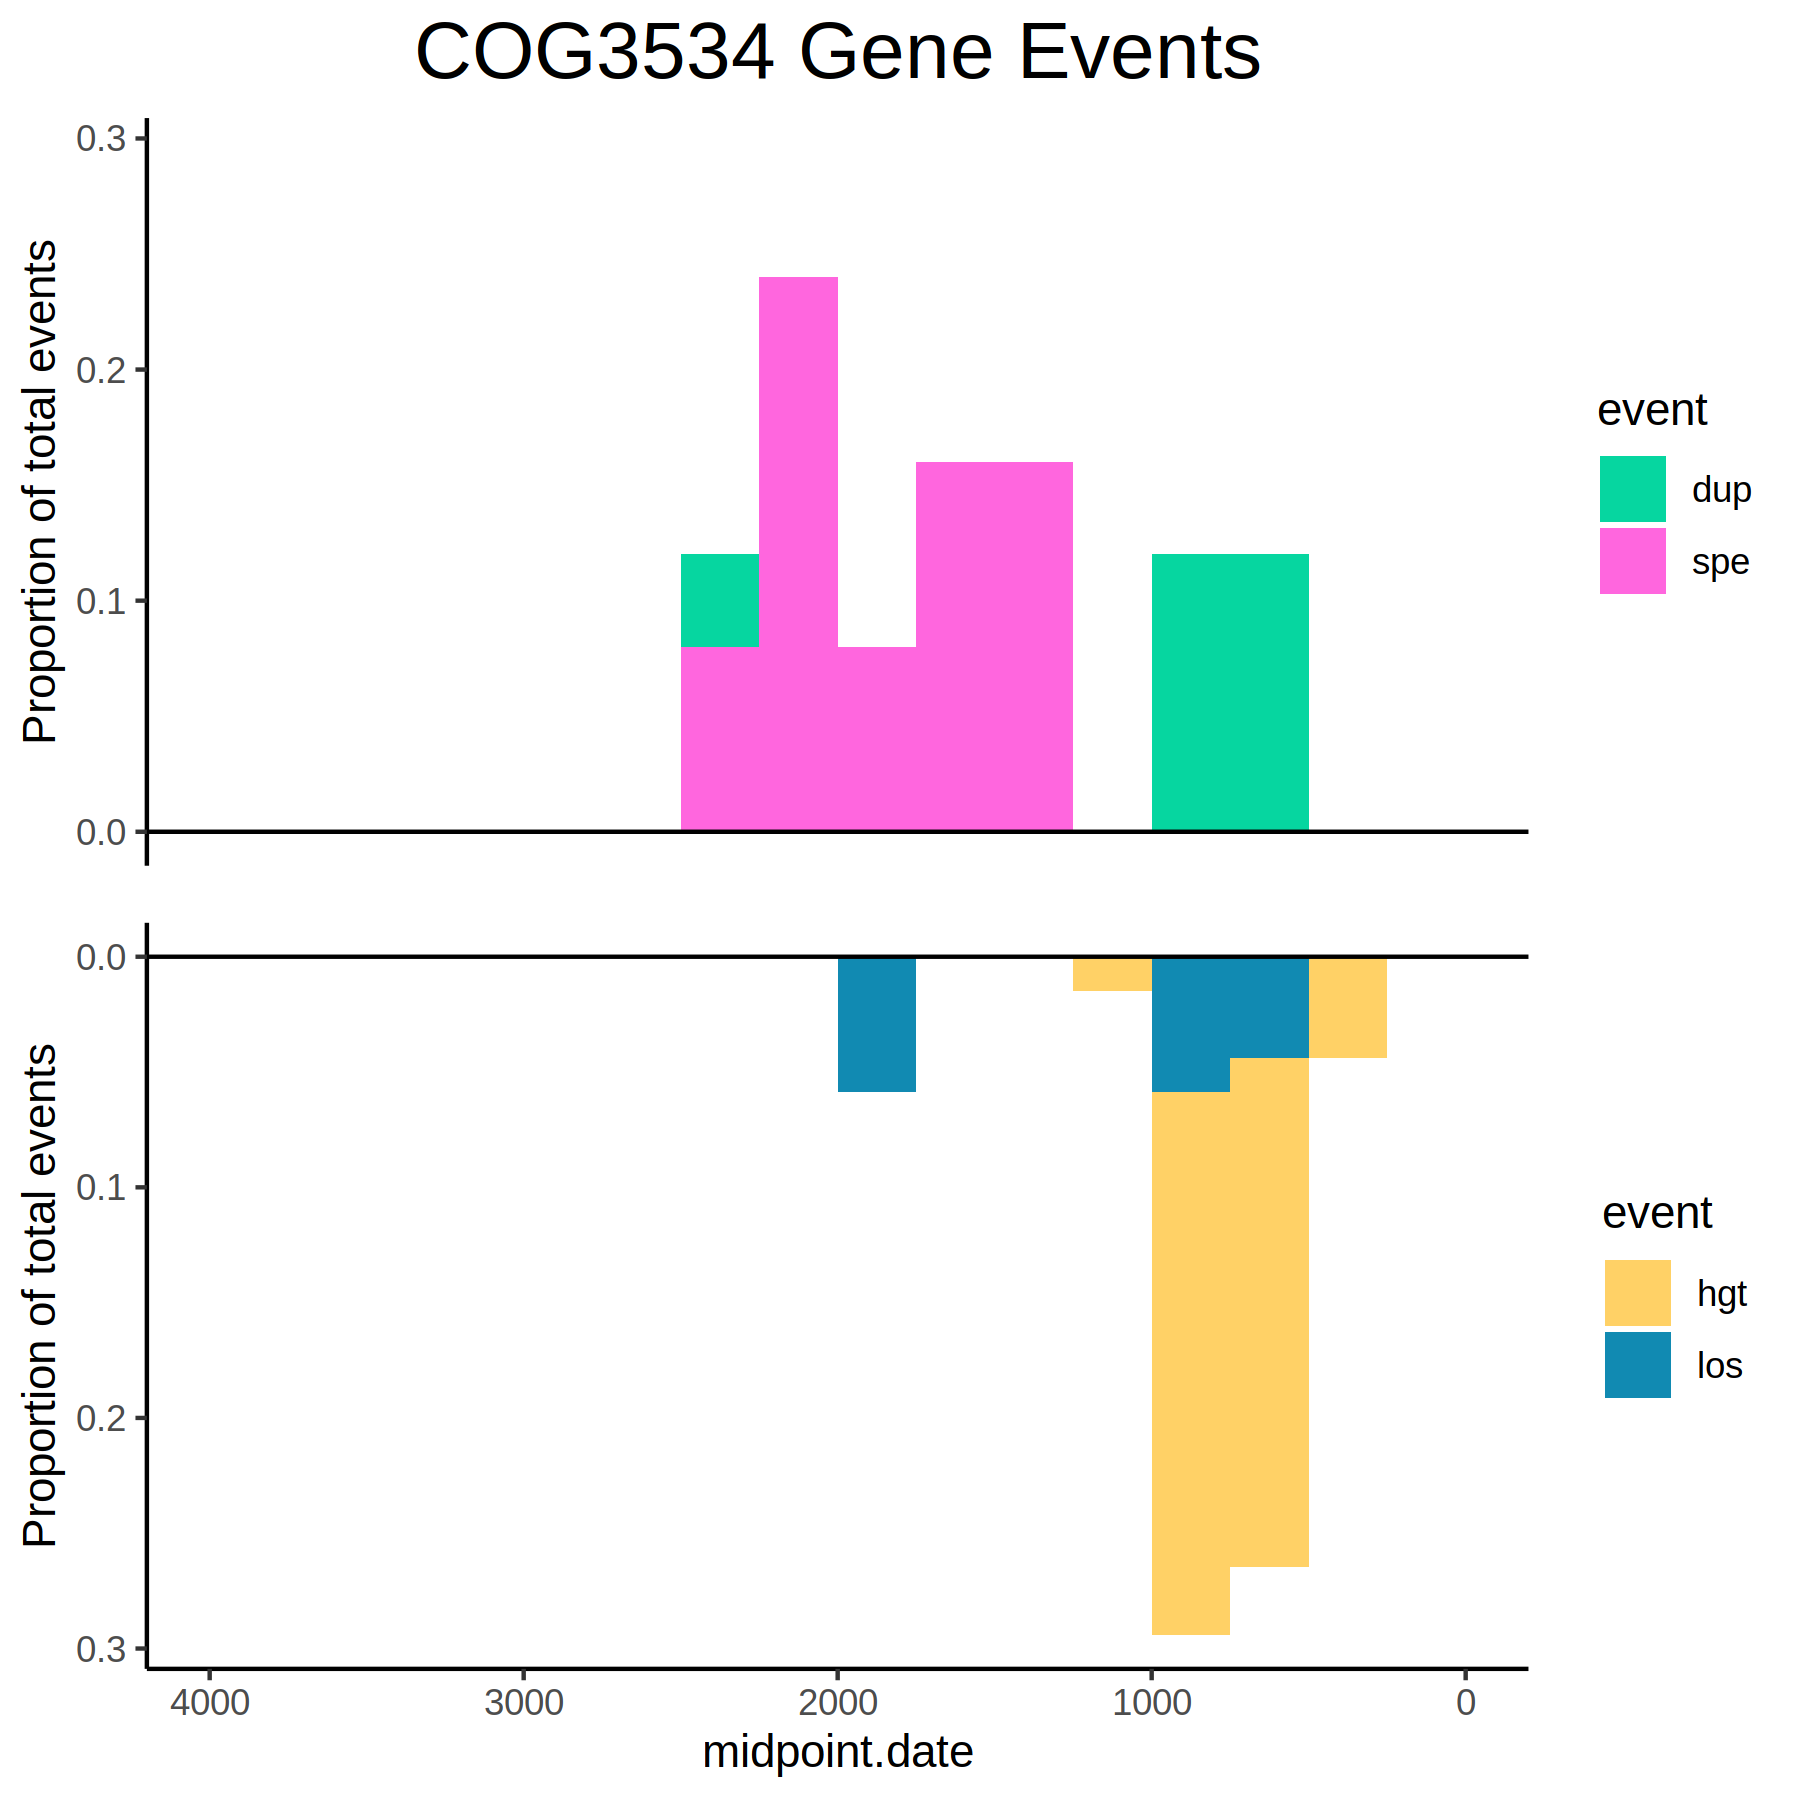 COG3534 Gene Events
Proportion of total events
0.3
0.2
0.1
0.0
event
dup
spe
Proportion of total events
0.0
0.1
0.2
0.3
event
hgt
los
4000 3000 2000 1000 0
midpoint.date